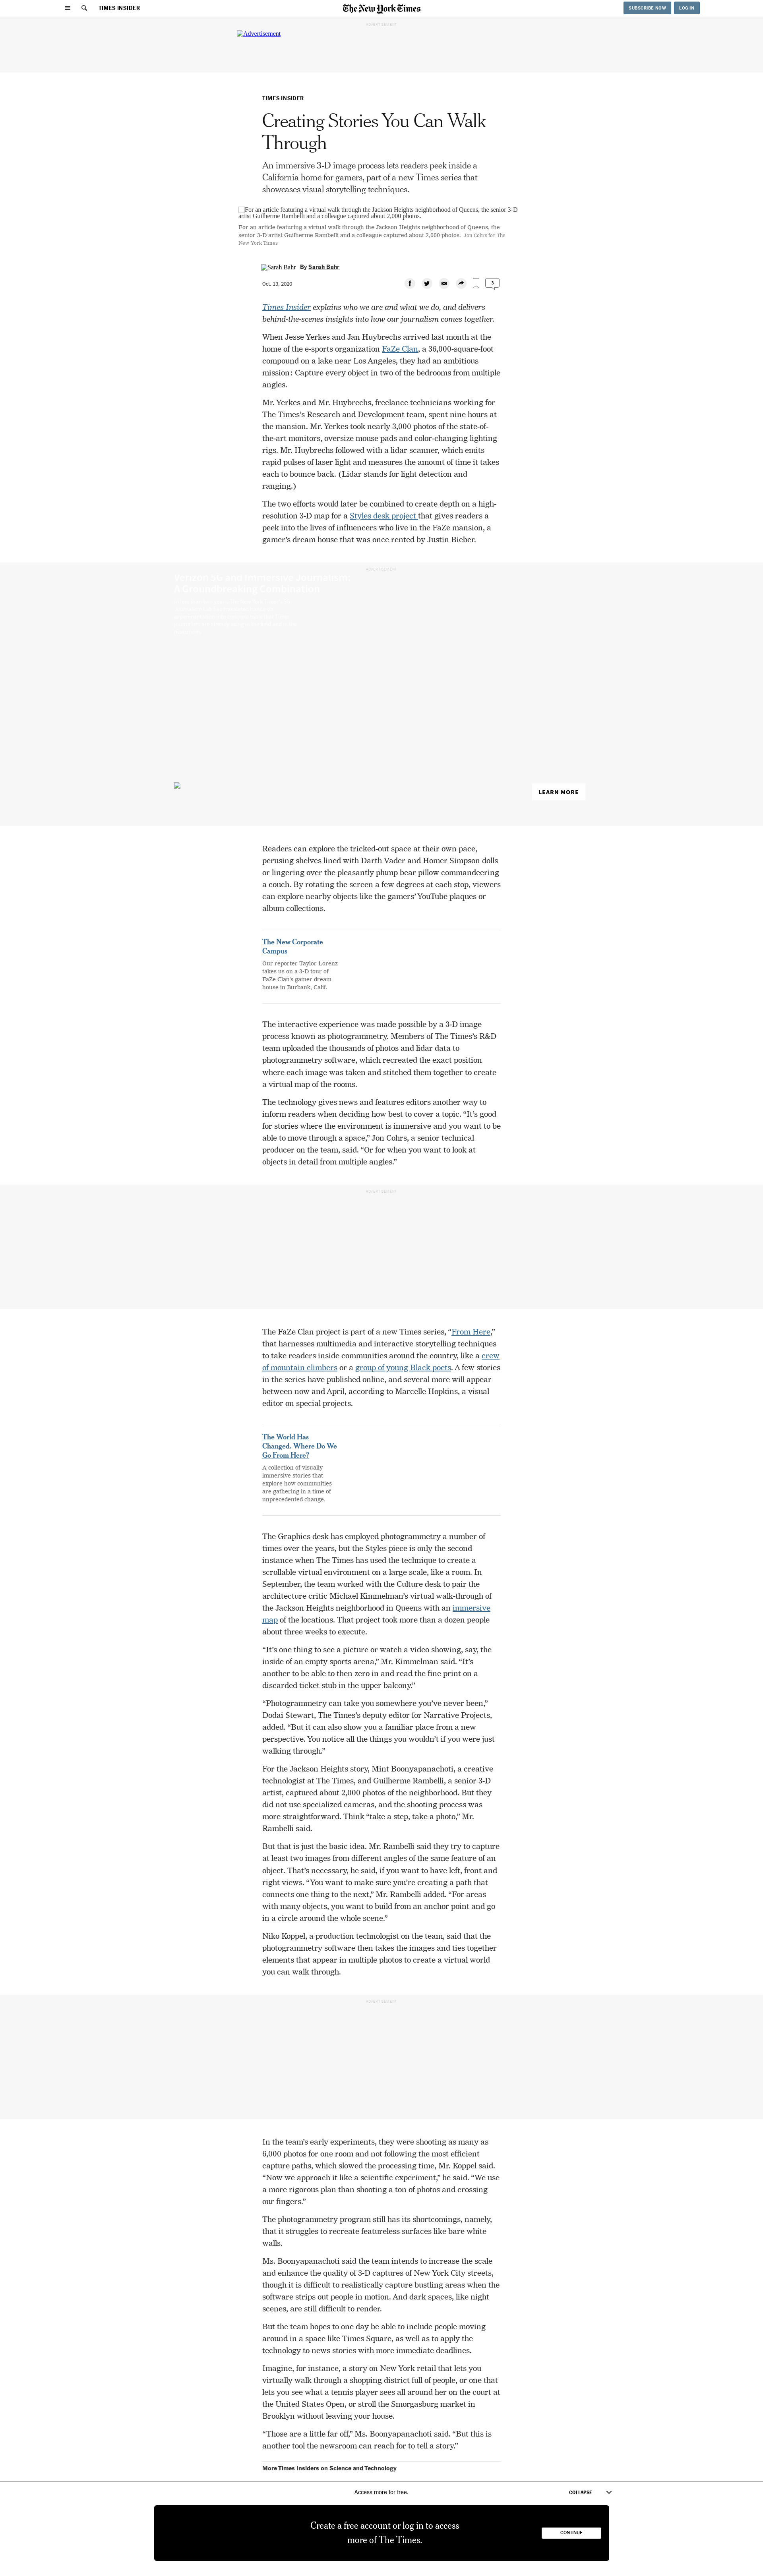 TIMES INSIDER
The New York Times
SUBSCRIBE NOW
LOG IN
ADVERTISEMENT
Advertisement
TIMES INSIDER
Creating Stories You Can Walk
Through
An immersive 3-D image process lets readers peek inside a
California home for gamers, part of a new Times series that
showcases visual storytelling techniques.
For an article featuring a virtual walk through the Jackson Heights neighborhood of Queens, the senior 3-D
artist Guilherme Rambelli and a colleague captured about 2,000 photos.
For an article featuring a virtual walk through the Jackson Heights neighborhood of Queens, the
senior 3-D artist Guilherme Rambelli and a colleague captured about 2,000 photos. Jon Cohrs for The
New York Times
Sarah Bahr By Sarah Bahr
Oct. 13, 2020
3
Times Insider explains who we are and what we do, and delivers
behind-the-scenes insights into how our journalism comes together.
When Jesse Yerkes and Jan Huybrechs arrived last month at the
home of the e-sports organization FaZe Clan, a 36,000-square-foot
compound on a lake near Los Angeles, they had an ambitious
mission: Capture every object in two of the bedrooms from multiple
angles.
Mr. Yerkes and Mr. Huybrechs, freelance technicians working for
The Times's Research and Development team, spent nine hours at
the mansion. Mr. Yerkes took nearly 3,000 photos of the state-of-
the-art monitors, oversize mouse pads and color-changing lighting
rigs. Mr. Huybrechs followed with a lidar scanner, which emits
rapid pulses of laser light and measures the amount of time it takes
each to bounce back. (Lidar stands for light detection and
ranging.)
The two efforts would later be combined to create depth on a high-
resolution 3-D map for a Styles desk project that gives readers a
peek into the lives of influencers who live in the FaZe mansion, a
gamer's dream house that was once rented by Justin Bieber.
ADVERTISEMENT
LEARN MORE
Readers can explore the tricked-out space at their own pace,
perusing shelves lined with Darth Vader and Homer Simpson dolls
or lingering over the pleasantly plump bear pillow commandeering
a couch. By rotating the screen a few degrees at each stop, viewers
can explore nearby objects like the gamers' YouTube plaques or
album collections.
The New Corporate
Campus
Our reporter Taylor Lorenz
takes us on a 3-D tour of
FaZe Clan's gamer dream
house in Burbank, Calif.
The interactive experience was made possible by a 3-D image
process known as photogrammetry. Members of The Times's R&D
team uploaded the thousands of photos and lidar data to
photogrammetry software, which recreated the exact position
where each image was taken and stitched them together to create
a virtual map of the rooms.
The technology gives news and features editors another way to
inform readers when deciding how best to cover a topic. “It's good
for stories where the environment is immersive and you want to be
able to move through a space,” Jon Cohrs, a senior technical
producer on the team, said. “Or for when you want to look at
objects in detail from multiple angles.”
ADVERTISEMENT
The FaZe Clan project is part of a new Times series, “From Here,”
that harnesses multimedia and interactive storytelling techniques
to take readers inside communities around the country, like a crew
of mountain climbers or a group of young Black poets. A few stories
in the series have published online, and several more will appear
between now and April, according to Marcelle Hopkins, a visual
editor on special projects.
The World Has
Changed. Where Do We
Go From Here?
A collection of visually
immersive stories that
explore how communities
are gathering in a time of
unprecedented change.
The Graphics desk has employed photogrammetry a number of
times over the years, but the Styles piece is only the second
instance when The Times has used the technique to create a
scrollable virtual environment on a large scale, like a room. In
September, the team worked with the Culture desk to pair the
architecture critic Michael Kimmelman's virtual walk-through of
the Jackson Heights neighborhood in Queens with an immersive
map of the locations. That project took more than a dozen people
about three weeks to execute.
“It's one thing to see a picture or watch a video showing, say, the
inside of an empty sports arena,” Mr. Kimmelman said. “It's
another to be able to then zero in and read the fine print on a
discarded ticket stub in the upper balcony.”
“Photogrammetry can take you somewhere you've never been,”
Dodai Stewart, The Times's deputy editor for Narrative Projects,
added. “But it can also show you a familiar place from a new
perspective. You notice all the things you wouldn't if you were just
walking through.”
For the Jackson Heights story, Mint Boonyapanachoti, a creative
technologist at The Times, and Guilherme Rambelli, a senior 3-D
artist, captured about 2,000 photos of the neighborhood. But they
did not use specialized cameras, and the shooting process was
more straightforward. Think “take a step, take a photo,” Mr.
Rambelli said.
But that is just the basic idea. Mr. Rambelli said they try to capture
at least two images from different angles of the same feature of an
object. That's necessary, he said, if you want to have left, front and
right views. “You want to make sure you're creating a path that
connects one thing to the next,” Mr. Rambelli added. “For areas
with many objects, you want to build from an anchor point and go
in a circle around the whole scene.”
Niko Koppel, a production technologist on the team, said that the
photogrammetry software then takes the images and ties together
elements that appear in multiple photos to create a virtual world
you can walk through.
ADVERTISEMENT
In the team's early experiments, they were shooting as many as
6,000 photos for one room and not following the most efficient
capture paths, which slowed the processing time, Mr. Koppel said.
“Now we approach it like a scientific experiment,” he said. “We use
a more rigorous plan than shooting a ton of photos and crossing
our fingers.”
The photogrammetry program still has its shortcomings, namely,
that it struggles to recreate featureless surfaces like bare white
walls.
Ms. Boonyapanachoti said the team intends to increase the scale
and enhance the quality of 3-D captures of New York City streets,
though it is difficult to realistically capture bustling areas when the
software strips out people in motion. And dark spaces, like night
scenes, are still difficult to render.
But the team hopes to one day be able to include people moving
around in a space like Times Square, as well as to apply the
technology to news stories with more immediate deadlines.
Imagine, for instance, a story on New York retail that lets you
virtually walk through a shopping district full of people, or one that
lets you see what a tennis player sees all around her on the court at
the United States Open, or stroll the Smorgasburg market in
Brooklyn without leaving your house.
“Those are a little far off,” Ms. Boonyapanachoti said. “But this is
another tool the newsroom can reach for to tell a story.”
More Times Insiders on Science and Technology
Access more for free.
COLLAPSE
Create a free account or log in to access
more of The Times.
CONTINUE